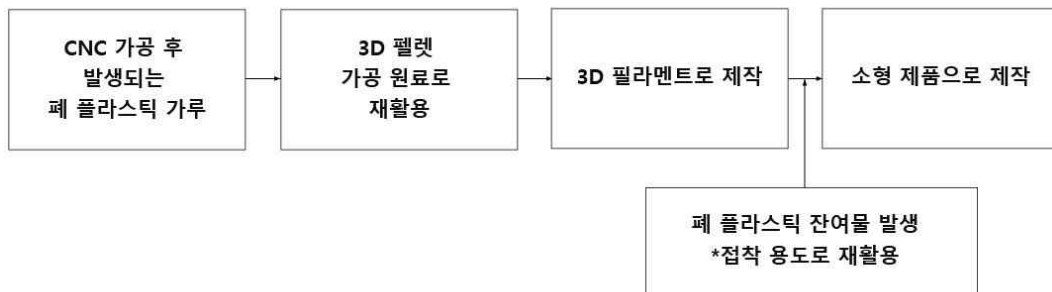 CNC 가공 후
발생되는
폐 플라스틱 가루
3D 펠렛
가공 원료로
재활용
3D 필라멘트로 제작
소형 제품으로 제작
폐 플라스틱 잔여물 발생
*접착 용도로 재활용